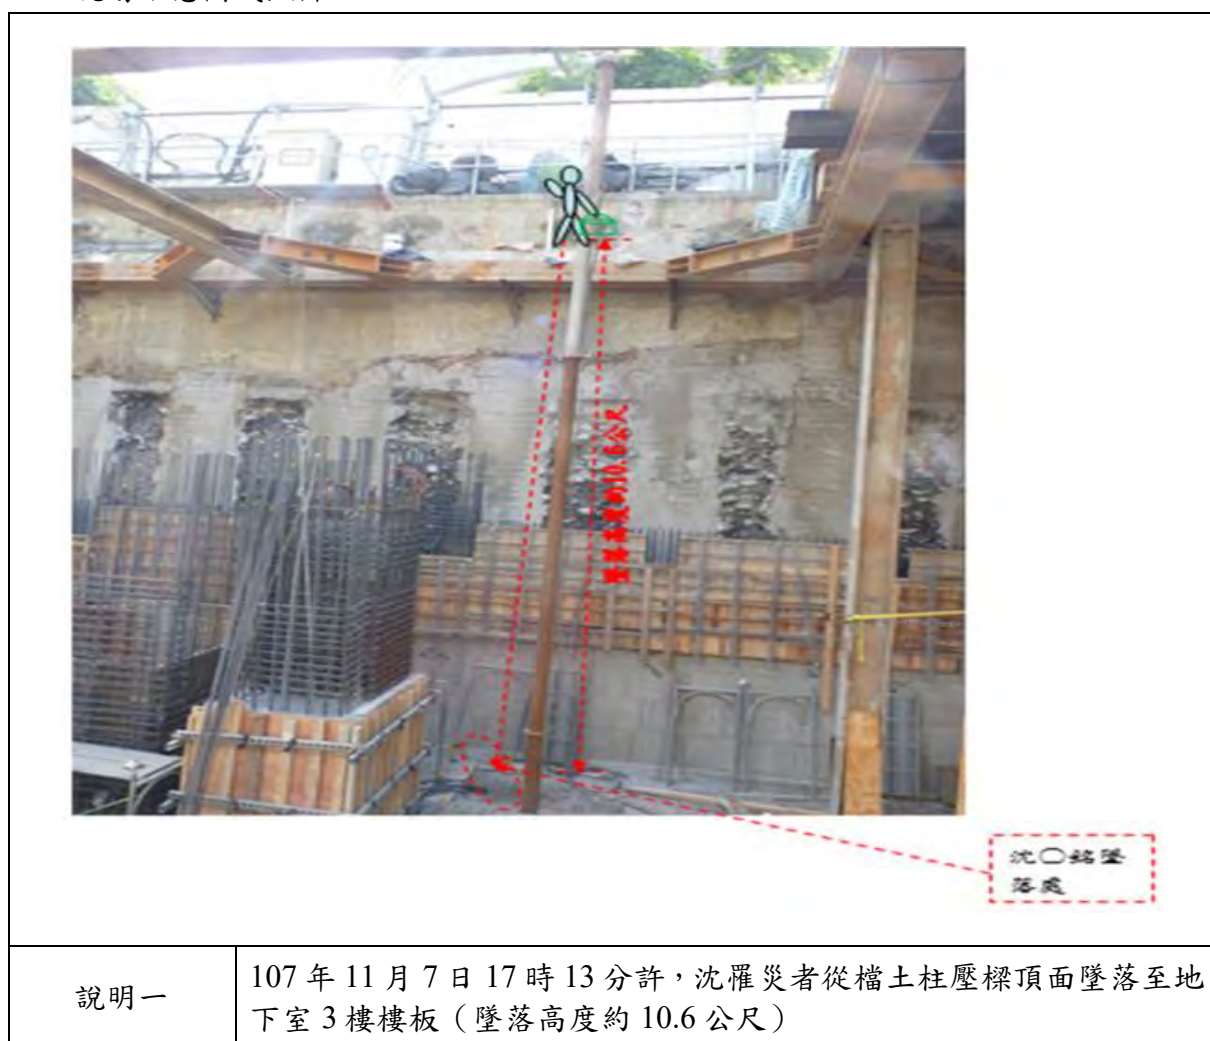 墜落高度約10.6公尺
沈〇銘墜
落處
說明一
107 年 11 月 7 日 17 時 13 分許，沈罹災者從檔土柱壓樑頂面墜落至地
下室 3 樓樓板（墜落高度約 10.6 公尺）